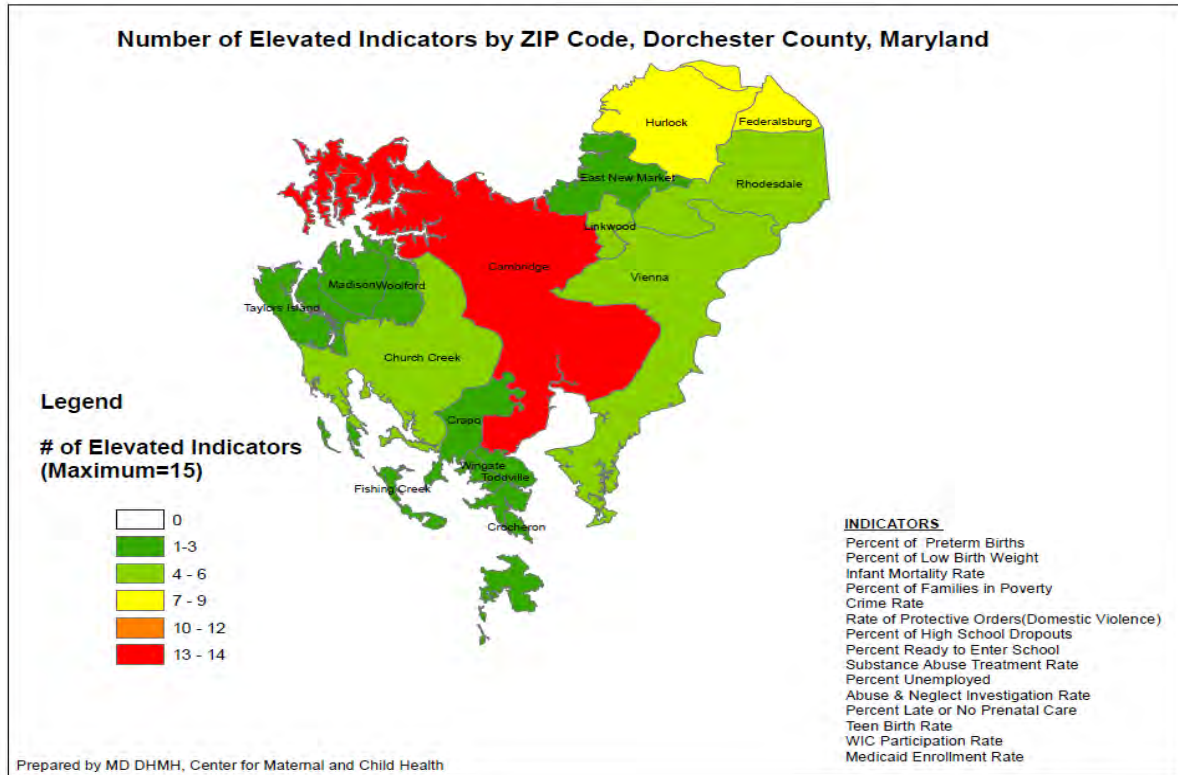 Number of Elevated Indicators by ZIP Code, Dorchester County, Maryland
Hurlock
Federalsburg
East New Market
Rhodesdale
Linkwood
Cambridge
Vienna
Madison
Woolford
Taylors Island
Church Creek
Crapo
Wingate
Toddville
Fishing Creek
Crocheron
Legend
# of Elevated Indicators
(Maximum=15)
0
1-3
4 - 6
7 - 9
10 - 12
13 - 14
INDICATORS
Percent of Preterm Births
Percent of Low Birth Weight
Infant Mortality Rate
Percent of Families in Poverty
Crime Rate
Rate of Protective Orders(Domestic Violence)
Percent of High School Dropouts
Percent Ready to Enter School
Substance Abuse Treatment Rate
Percent Unemployed
Abuse & Neglect Investigation Rate
Percent Late or No Prenatal Care
Teen Birth Rate
WIC Participation Rate
Medicaid Enrollment Rate
Prepared by MD DHMH, Center for Maternal and Child Health